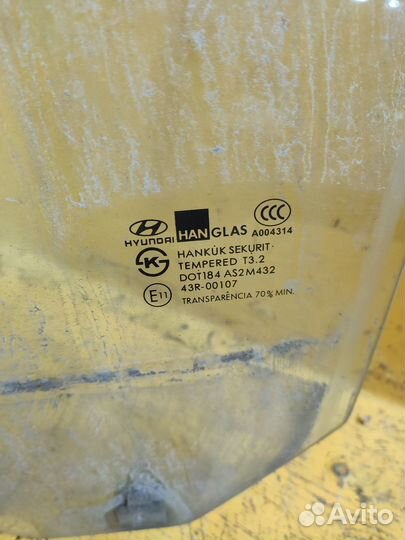 HYUNDAI HANGLAS CCC A004314
K HANKUK SEKURIT
TEMPERED T3.2
DOT184 AS2 M432
E11 43R-00107
TRANSPARÊNCIA 70% MIN.
Avito